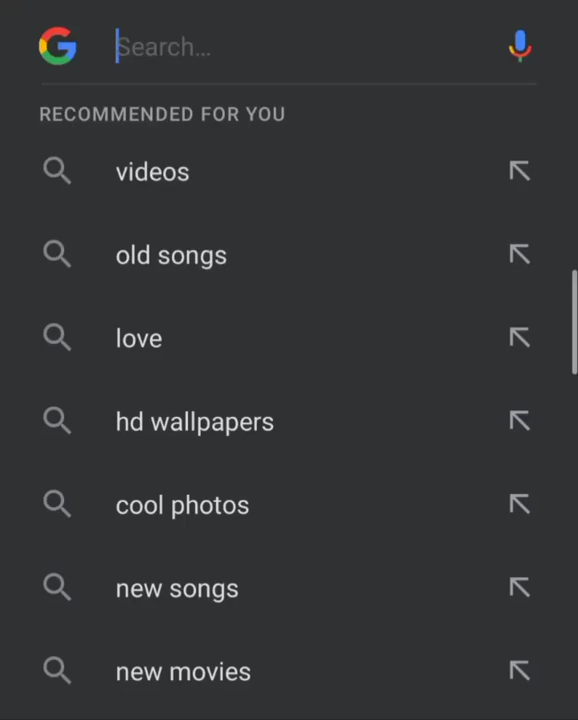 Search...
RECOMMENDED FOR YOU
videos
old songs
love
hd wallpapers
cool photos
new songs
new movies